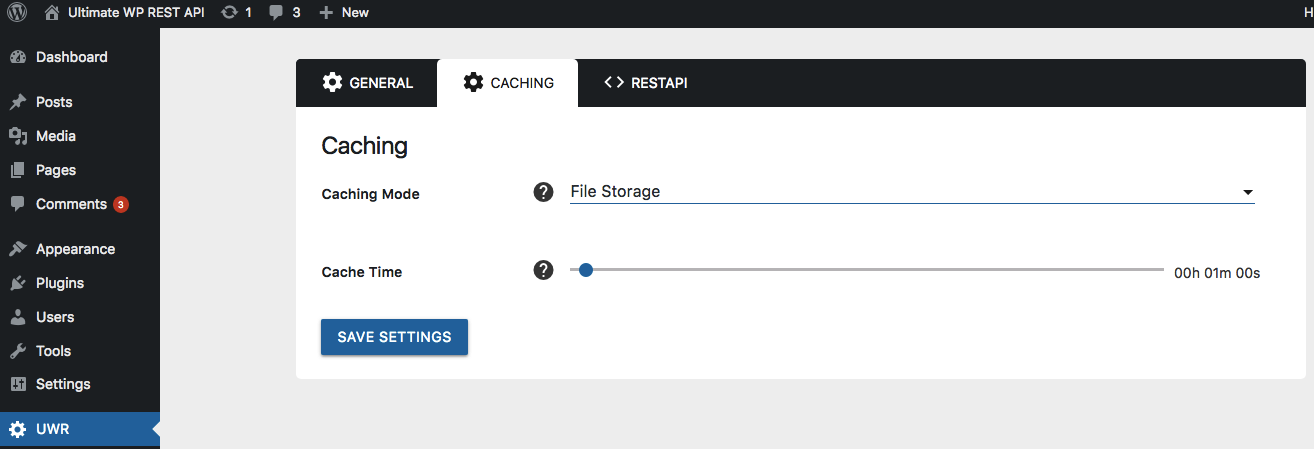 Ultimate WP REST API 1 3 New H
Dashboard
Posts
Media
Pages
Comments 3
Appearance
Plugins
Users
Tools
Settings
UWR
GENERAL CACHING RESTAPI
Caching
Caching Mode ? File Storage
Cache Time ? 00h 01m 00s
SAVE SETTINGS